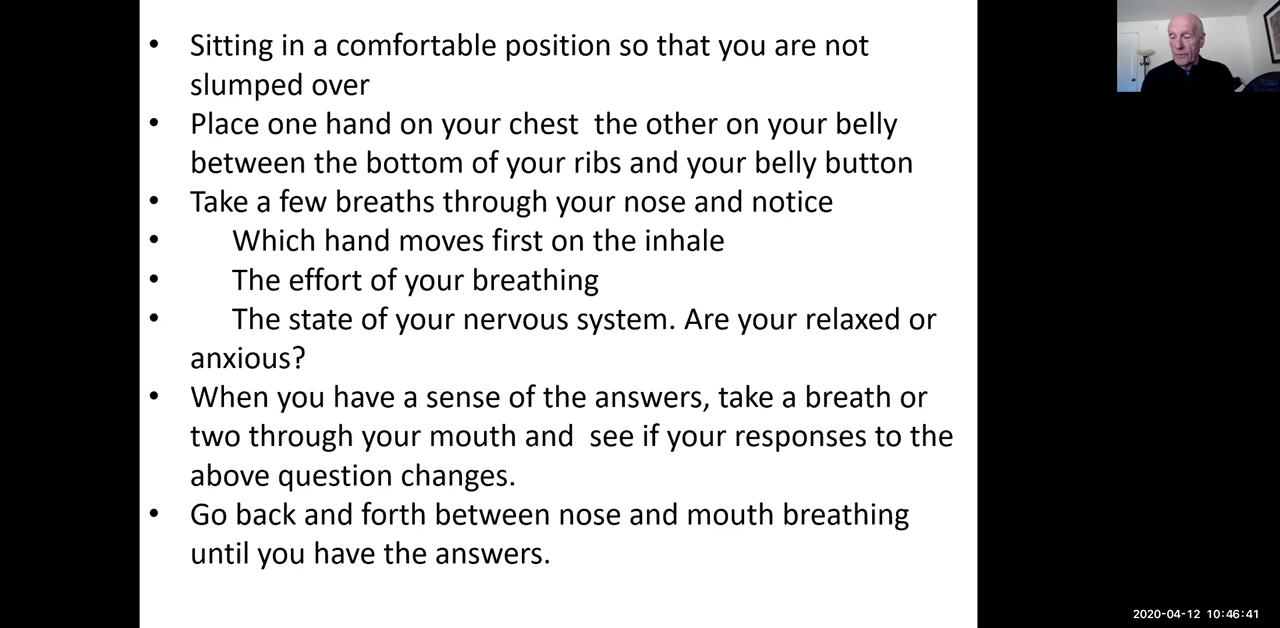 • Sitting in a comfortable position so that you are not
slumped over
• Place one hand on your chest  the other on your belly
between the bottom of your ribs and your belly button
• Take a few breaths through your nose and notice
• Which hand moves first on the inhale
• The effort of your breathing
• The state of your nervous system. Are your relaxed or
anxious?
• When you have a sense of the answers, take a breath or
two through your mouth and  see if your responses to the
above question changes.
• Go back and forth between nose and mouth breathing
until you have the answers.
2020-04-12 10:46:41